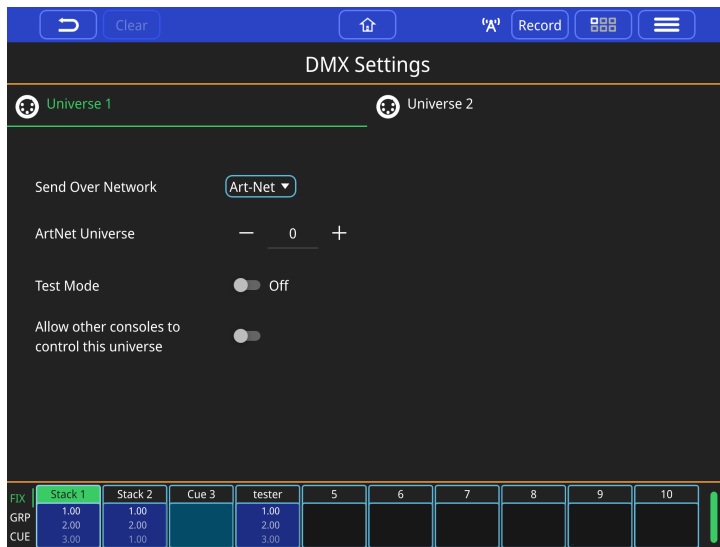 Clear
A
Record
DMX Settings
Universe 1
Universe 2
Send Over Network
Art-Net
ArtNet Universe
0
Test Mode
Off
Allow other consoles to
control this universe
FIX
Stack 1
Stack 2
Cue 3
tester
5
6
7
8
9
10
GRP
1.00
1.00
1.00
2.00
2.00
2.00
CUE
3.00
1.00
3.00